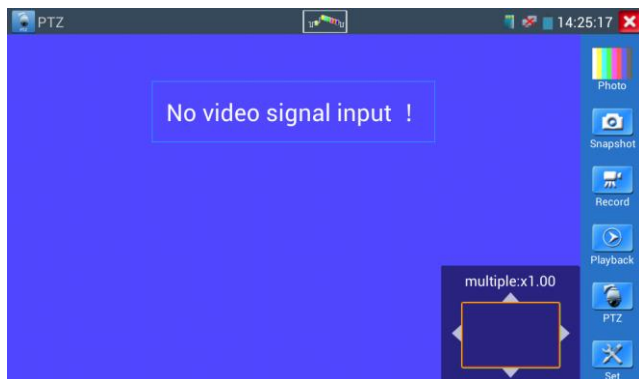 PTZ
14:25:17
No video signal input !
Photo
Snapshot
Record
Playback
multiple:x1.00
PTZ
Set